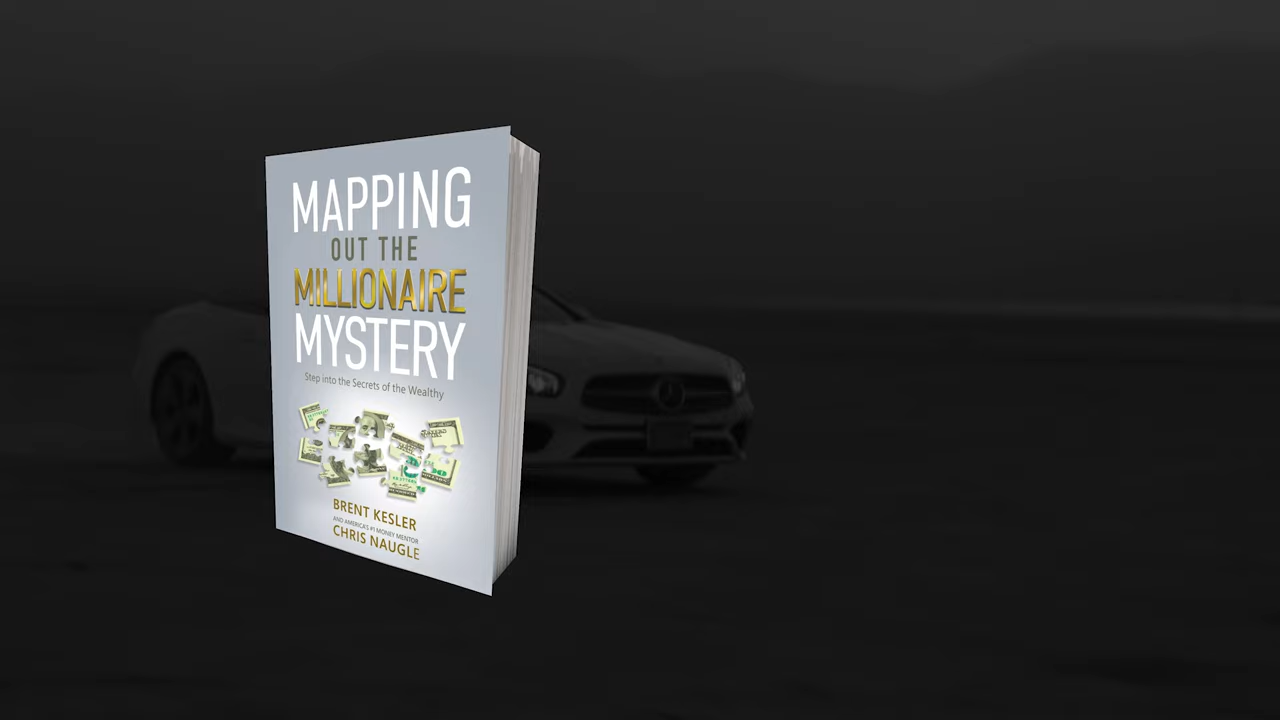 MAPPING
OUT THE
MILLIONAIRE
MYSTERY
Step into the Secrets of the Wealthy
BRENT KESLER
AND AMERICA'S #1 MONEY MENTOR
CHRIS NAUGLE